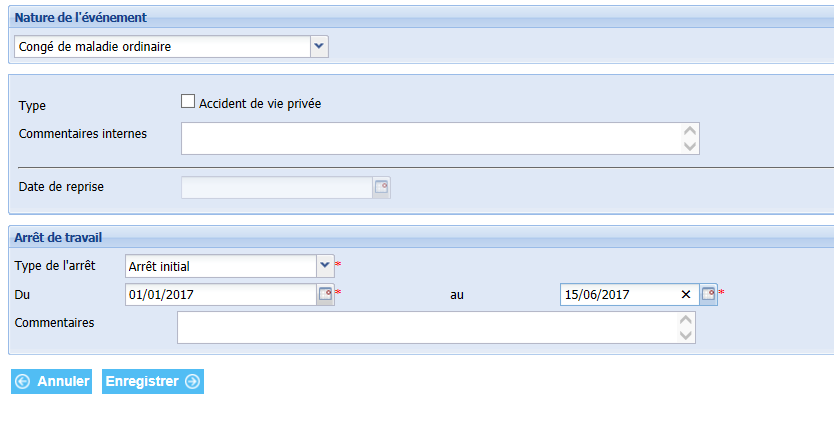 Nature de l'événement
Congé de maladie ordinaire
Type Accident de vie privée
Commentaires internes
Date de reprise
Arrêt de travail
Type de l'arrêt Arrêt initial *
Du 01/01/2017 * au 15/06/2017 *
Commentaires
Annuler Enregistrer